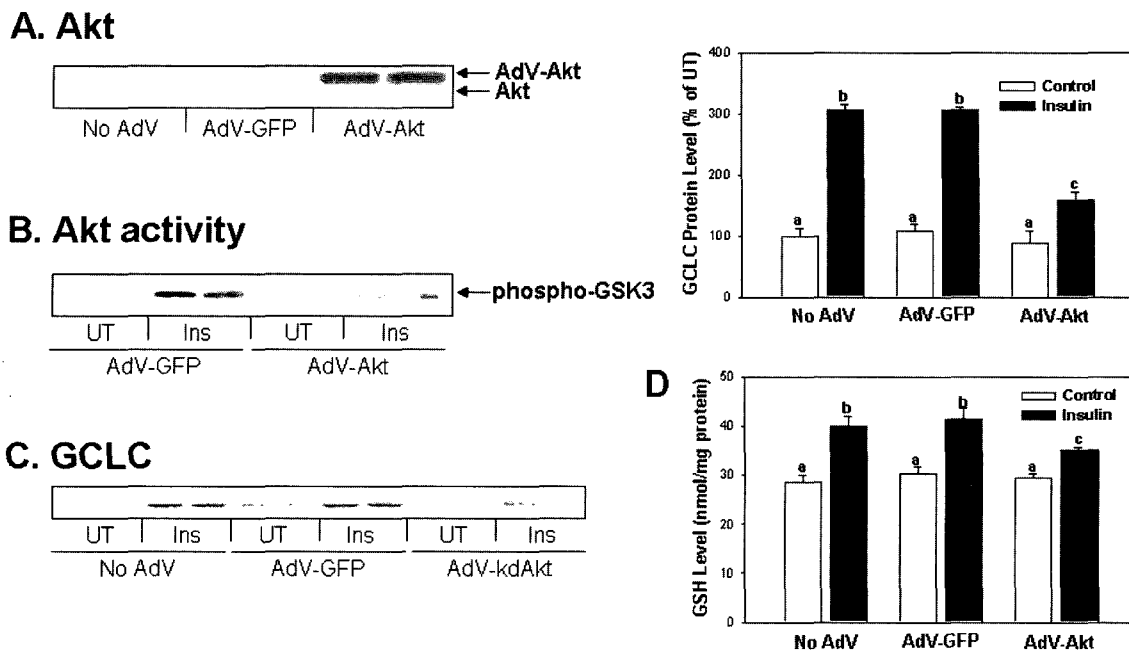 A. Akt
AdV-Akt
Akt
No AdV AdV-GFP AdV-Akt
B. Akt activity
phospho-GSK3
UT Ins UT Ins
AdV-GFP AdV-Akt
C. GCLC
UT Ins UT Ins UT Ins
No AdV AdV-GFP AdV-kdAkt
GCLC Protein Level (% of UT)
400
300
200
100
0
Control
Insulin
a b a b a c
No AdV AdV-GFP AdV-Akt
D
GSH Level (nmol/mg protein)
50
40
30
20
10
0
Control
Insulin
a b a b a c
No AdV AdV-GFP AdV-Akt